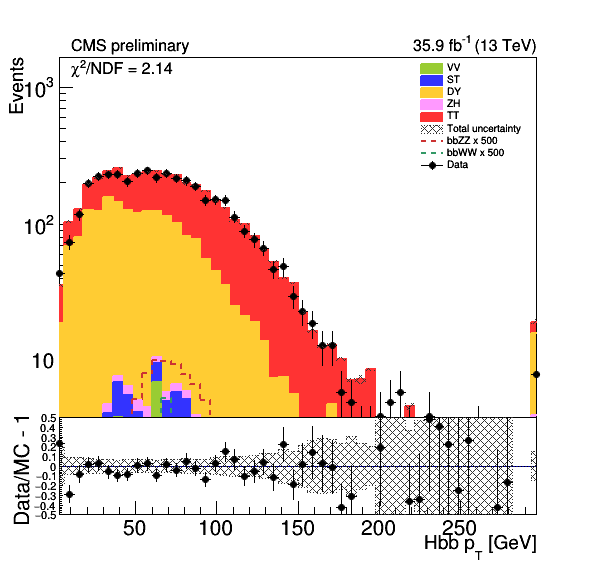 CMS preliminary 35.9 fb⁻¹ (13 TeV)
χ²/NDF = 2.14
Events
10³
10²
10
VV
ST
DY
ZH
TT
Total uncertainty
bbZZ x 500
bbWW x 500
Data
Data/MC - 1
0.5
0.4
0.3
0.2
0.1
0
−0.1
−0.2
−0.3
−0.4
−0.5
50 100 150 200 250
Hbb p_T [GeV]